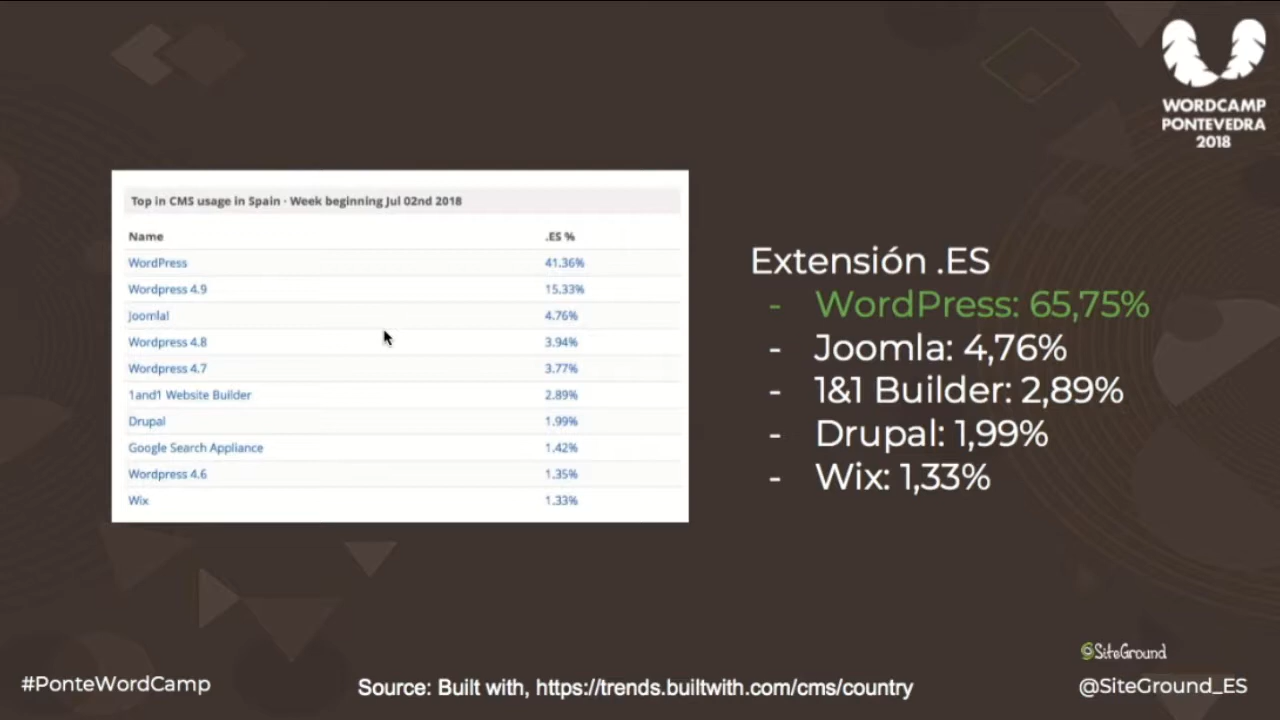 WORDCAMP
PONTEVEDRA
2018
Top in CMS usage in Spain · Week beginning Jul 02nd 2018
Name .ES %
WordPress 41.36%
Wordpress 4.9 15.33%
Joomla! 4.76%
Wordpress 4.8 3.94%
Wordpress 4.7 3.77%
1and1 Website Builder 2.89%
Drupal 1.99%
Google Search Appliance 1.42%
Wordpress 4.6 1.35%
Wix 1.33%
Extensión .ES
- WordPress: 65,75%
- Joomla: 4,76%
- 1&1 Builder: 2,89%
- Drupal: 1,99%
- Wix: 1,33%
SiteGround
#PonteWordCamp
Source: Built with, https://trends.builtwith.com/cms/country
@SiteGround_ES